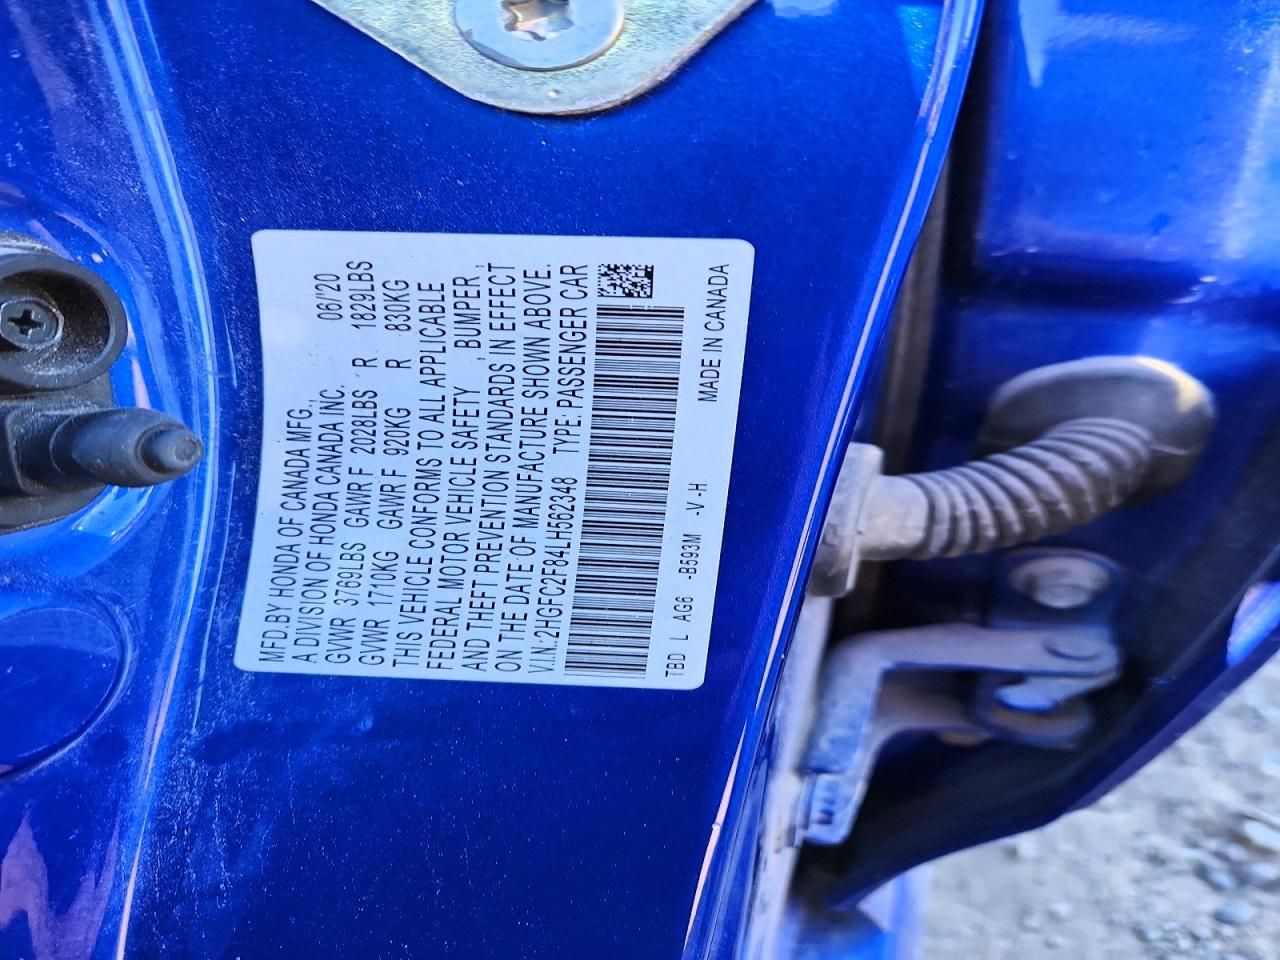 MFD.BY HONDA OF CANADA MFG., 06/'20
A DIVISION OF HONDA CANADA INC.
GVWR 3769LBS GAWR F 2028LBS R 1829LBS
GVWR 1710KG GAWR F 920KG R 830KG
THIS VEHICLE CONFORMS TO ALL APPLICABLE
FEDERAL MOTOR VEHICLE SAFETY , BUMPER ,
AND THEFT PREVENTION STANDARDS IN EFFECT
ON THE DATE OF MANUFACTURE SHOWN ABOVE.
V.I.N.:2HGFC2F84LH562348 TYPE: PASSENGER CAR
TBD L AG6 -B593M -V -H MADE IN CANADA